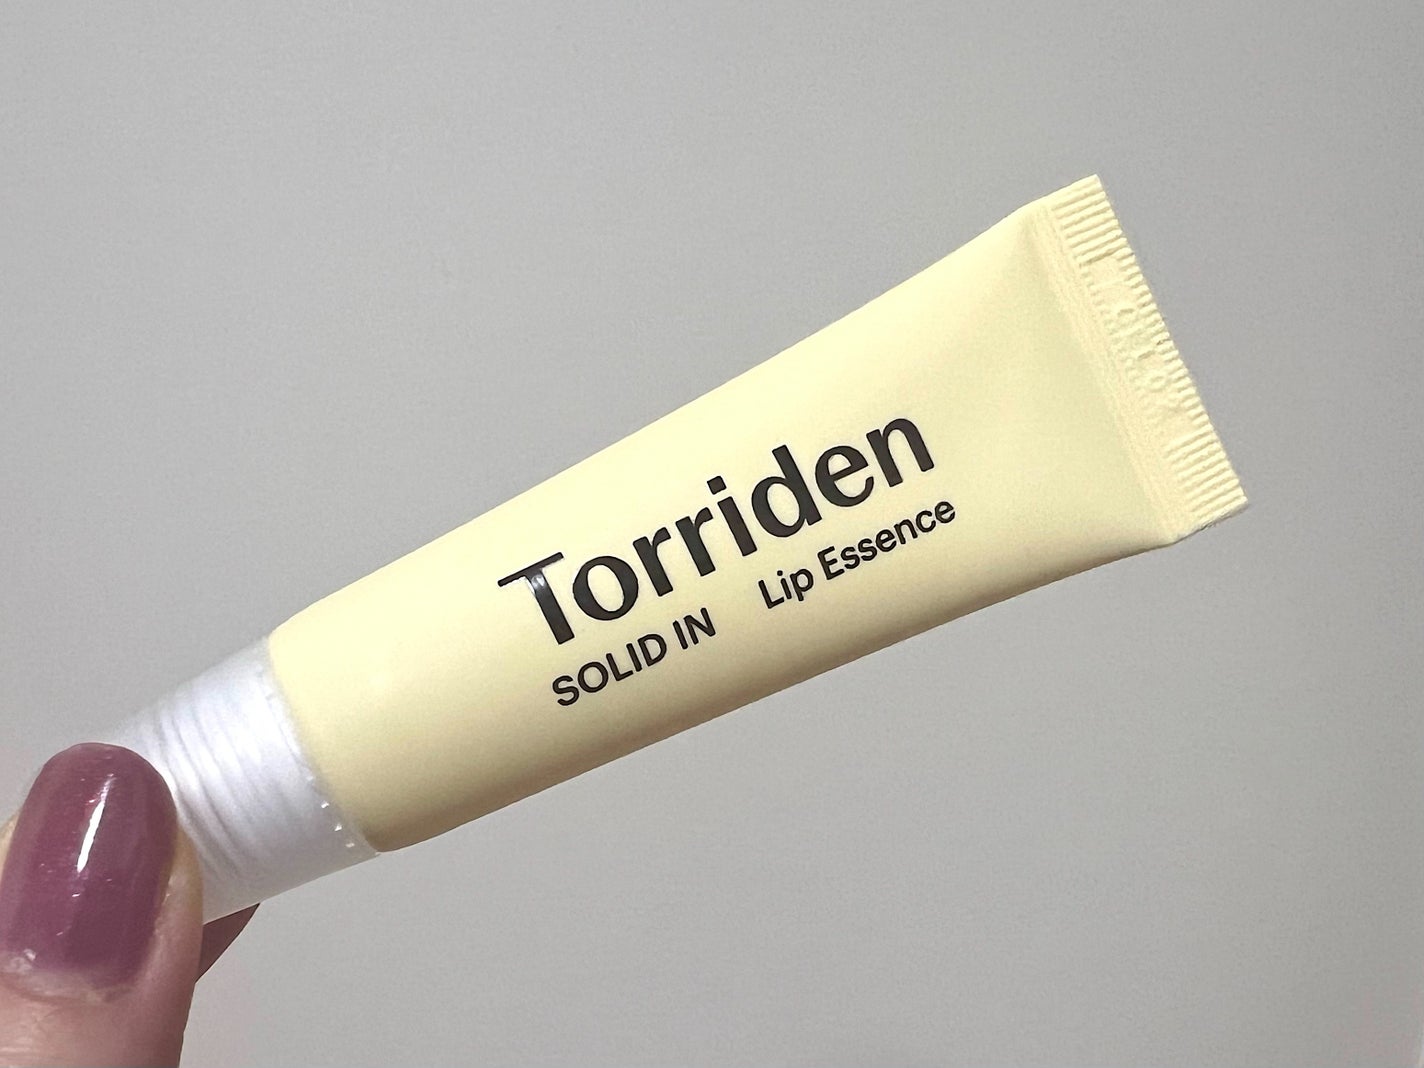 Torriden
SOLID IN Lip Essence